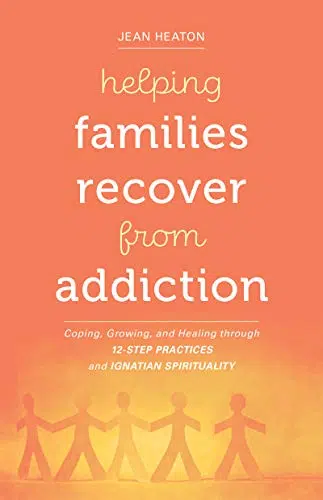 JEAN HEATON
helping
families
recover
from
addiction
Coping, Growing, and Healing through
12-STEP PRACTICES
and IGNATIAN SPIRITUALITY